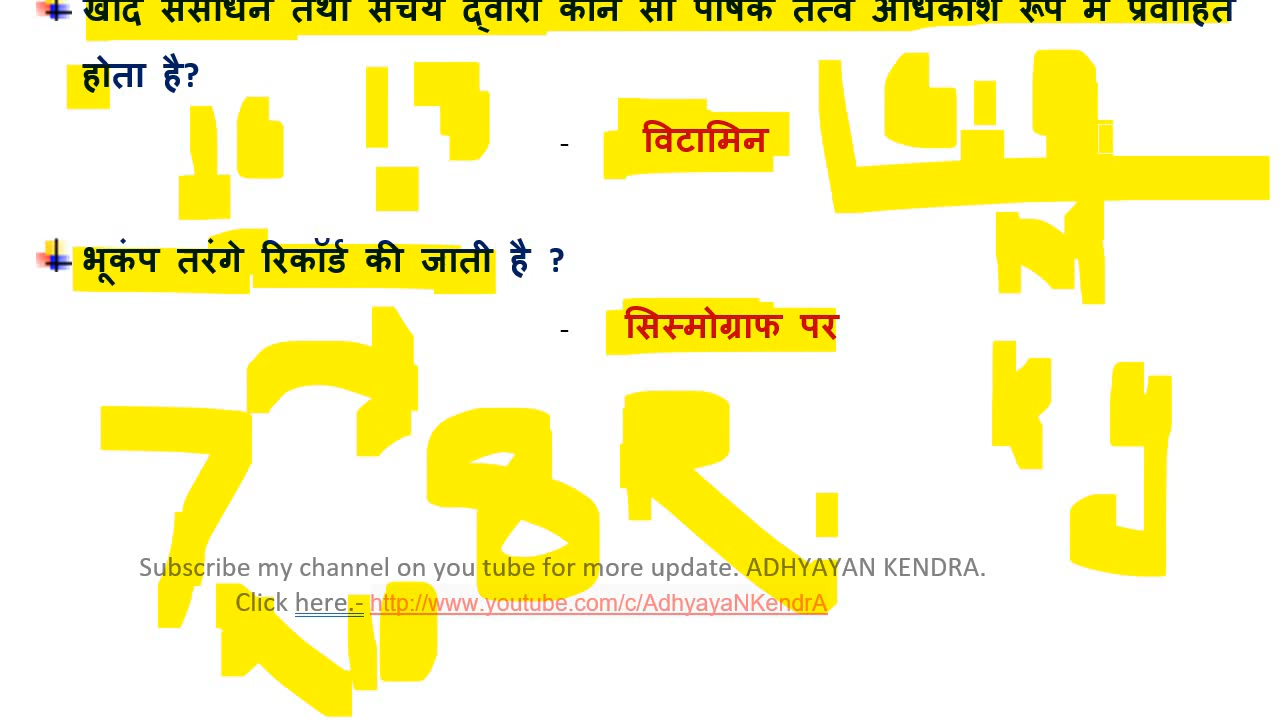 खाद संसाधन तथा संचय द्वारा कौन सा पोषक तत्व अधिकांश रूप में प्रवाहित
होता है?
- विटामिन
भूकंप तरंगे रिकॉर्ड की जाती है ?
- सिस्मोग्राफ पर
Subscribe my channel on you tube for more update. ADHYAYAN KENDRA.
Click here.- http://www.youtube.com/c/AdhyayaNKendrA